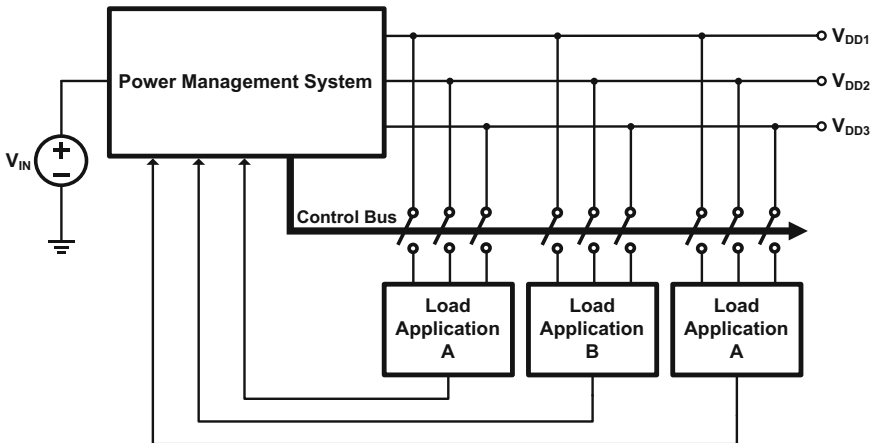 V_DD1
Power Management System
V_DD2
V_DD3
V_IN
+
−
Control Bus
Load
Application
A
Load
Application
B
Load
Application
A